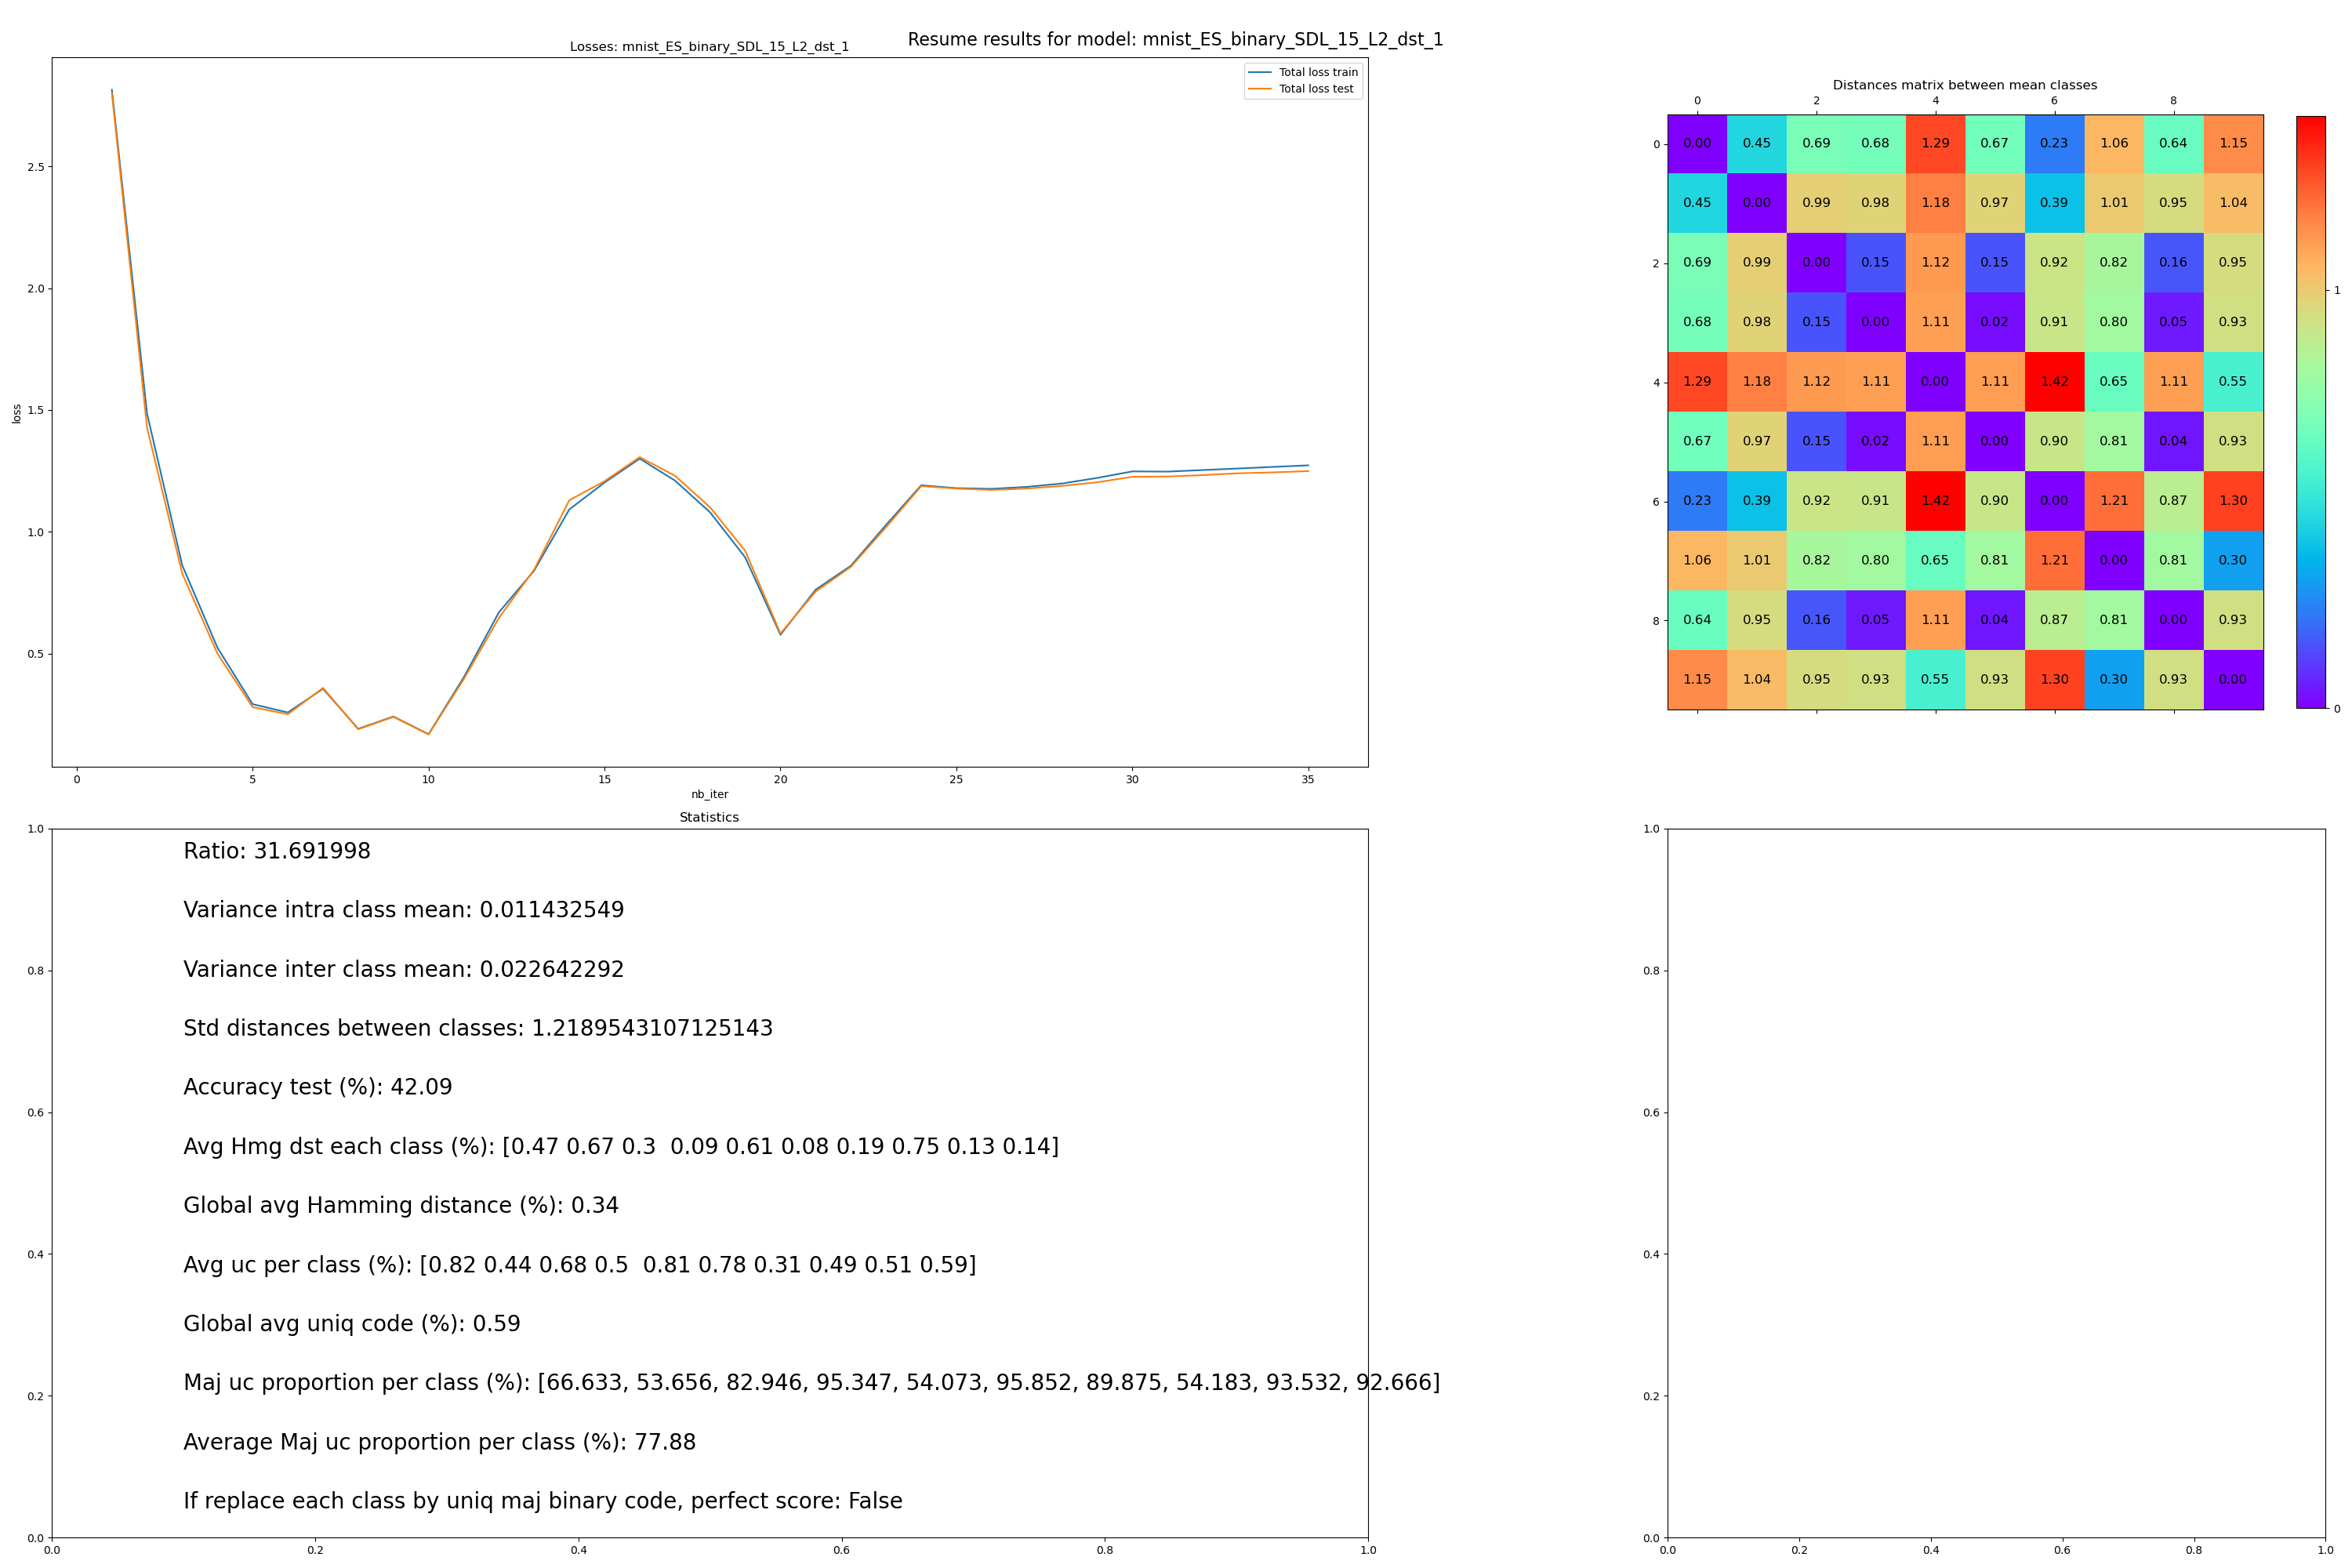 Resume results for model: mnist_ES_binary_SDL_15_L2_dst_1
Losses: mnist_ES_binary_SDL_15_L2_dst_1
Total loss train
Total loss test
loss
2.5
2.0
1.5
1.0
0.5
0 5 10 15 20 25 30 35
nb_iter
Distances matrix between mean classes
0 2 4 6 8
0 0.00 0.45 0.69 0.68 1.29 0.67 0.23 1.06 0.64 1.15
0.45 0.00 0.99 0.98 1.18 0.97 0.39 1.01 0.95 1.04
2 0.69 0.99 0.00 0.15 1.12 0.15 0.92 0.82 0.16 0.95
0.68 0.98 0.15 0.00 1.11 0.02 0.91 0.80 0.05 0.93
4 1.29 1.18 1.12 1.11 0.00 1.11 1.42 0.65 1.11 0.55
0.67 0.97 0.15 0.02 1.11 0.00 0.90 0.81 0.04 0.93
6 0.23 0.39 0.92 0.91 1.42 0.90 0.00 1.21 0.87 1.30
1.06 1.01 0.82 0.80 0.65 0.81 1.21 0.00 0.81 0.30
8 0.64 0.95 0.16 0.05 1.11 0.04 0.87 0.81 0.00 0.93
1.15 1.04 0.95 0.93 0.55 0.93 1.30 0.30 0.93 0.00
1
0
Statistics
1.0
0.8
0.6
0.4
0.2
0.0
Ratio: 31.691998
Variance intra class mean: 0.011432549
Variance inter class mean: 0.022642292
Std distances between classes: 1.2189543107125143
Accuracy test (%): 42.09
Avg Hmg dst each class (%): [0.47 0.67 0.3  0.09 0.61 0.08 0.19 0.75 0.13 0.14]
Global avg Hamming distance (%): 0.34
Avg uc per class (%): [0.82 0.44 0.68 0.5  0.81 0.78 0.31 0.49 0.51 0.59]
Global avg uniq code (%): 0.59
Maj uc proportion per class (%): [66.633, 53.656, 82.946, 95.347, 54.073, 95.852, 89.875, 54.183, 93.532, 92.666]
Average Maj uc proportion per class (%): 77.88
If replace each class by uniq maj binary code, perfect score: False
0.0 0.2 0.4 0.6 0.8 1.0
1.0
0.8
0.6
0.4
0.2
0.0
0.0 0.2 0.4 0.6 0.8 1.0